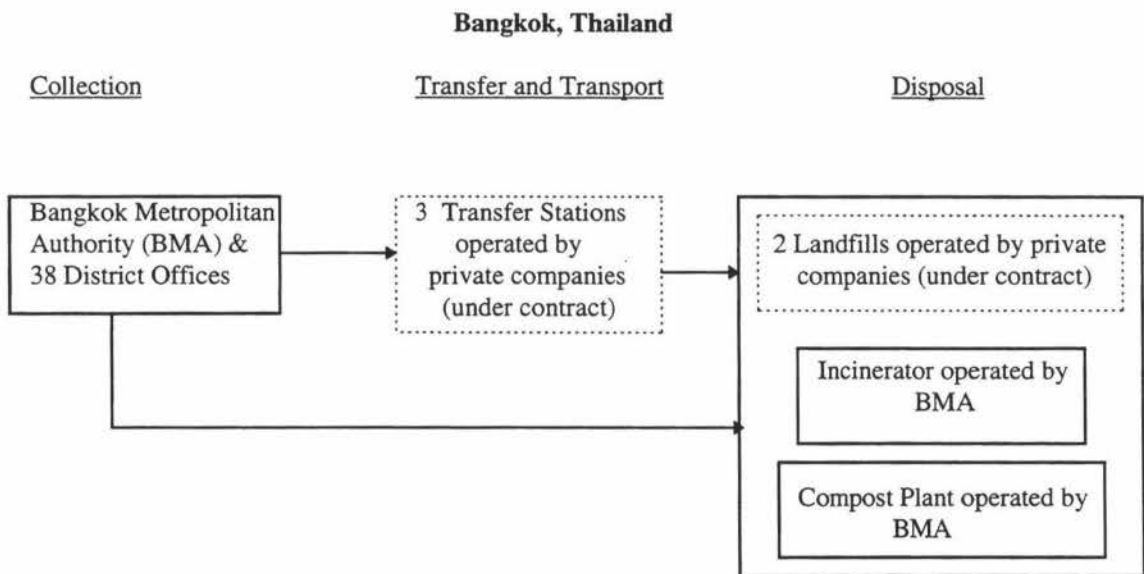 Bangkok, Thailand
Collection
Transfer and Transport
Disposal
Bangkok Metropolitan
Authority (BMA) &
38 District Offices
3 Transfer Stations
operated by
private companies
(under contract)
2 Landfills operated by private
companies (under contract)
Incinerator operated by
BMA
Compost Plant operated by
BMA